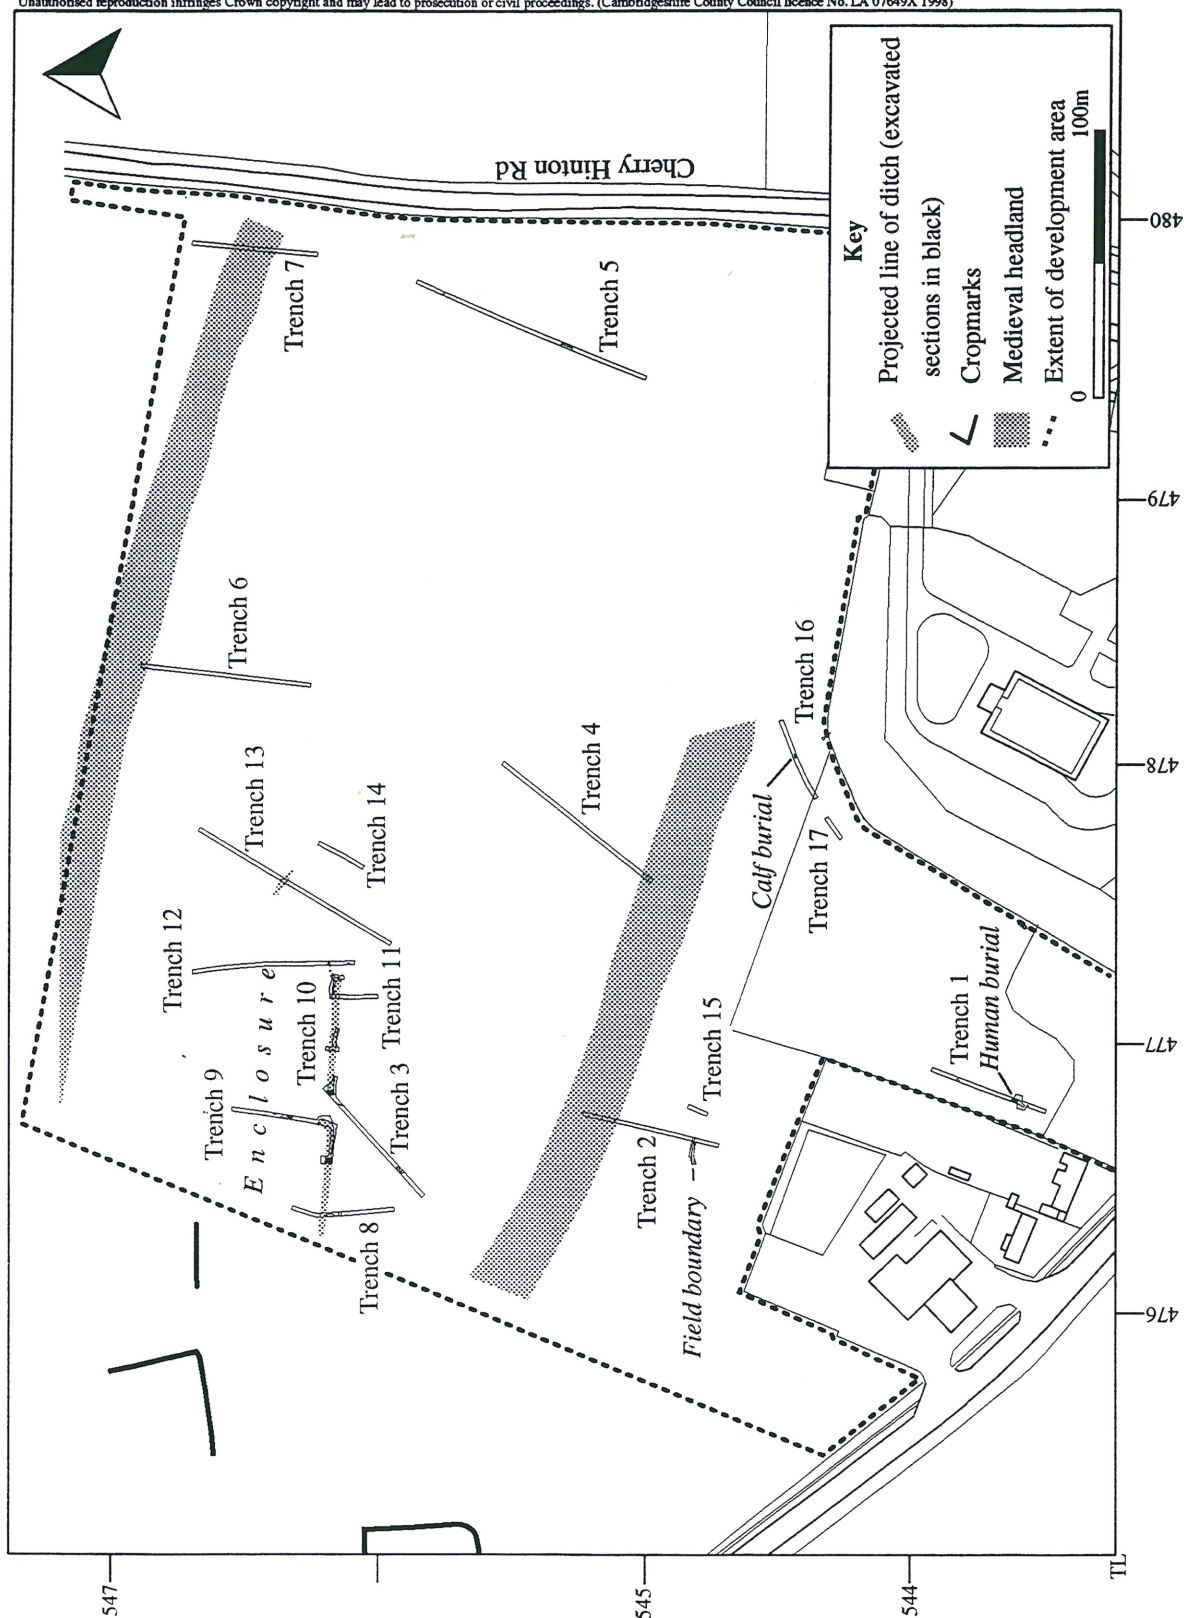 Unauthorised reproduction infringes Crown copyright and may lead to prosecution or civil proceedings. (Cambridgeshire County Council licence No. LA 07649X 1998)
Cherry Hinton Rd
Trench 7
Trench 5
Trench 6
Trench 13
Trench 14
Trench 4
Trench 16
Calf burial
Trench 17
Trench 12
Enclosure
Trench 10
Trench 11
Trench 9
Trench 3
Trench 8
Trench 15
Trench 2
Field boundary
Trench 1
Human burial
Key
Projected line of ditch (excavated
sections in black)
Cropmarks
Medieval headland
Extent of development area
0
100m
480
479
478
477
476
547
545
544
TL